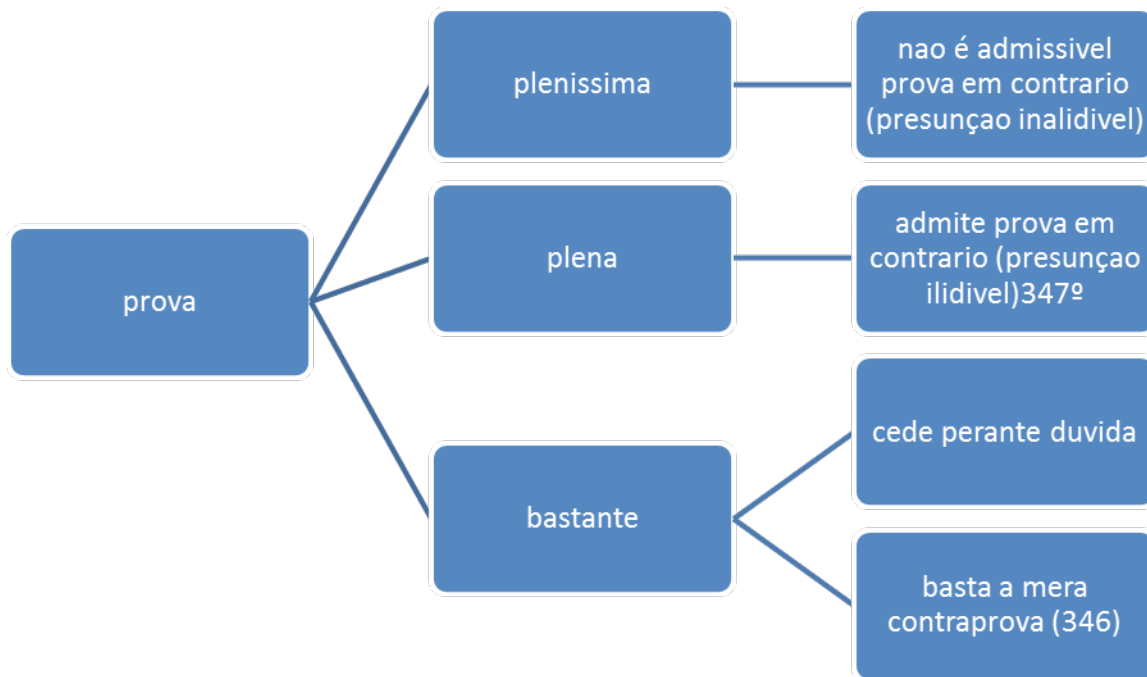 prova
plenissima
nao é admissivel
prova em contrario
(presunçao inalidivel)
plena
admite prova em
contrario (presunçao
ilidivel)347º
bastante
cede perante duvida
basta a mera
contraprova (346)